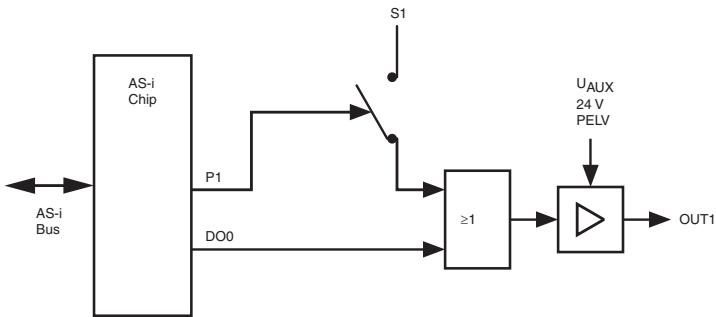 S1
AS-i
Chip
UAUX
24 V
PELV
P1
AS-i
Bus
≥1
OUT1
DO0